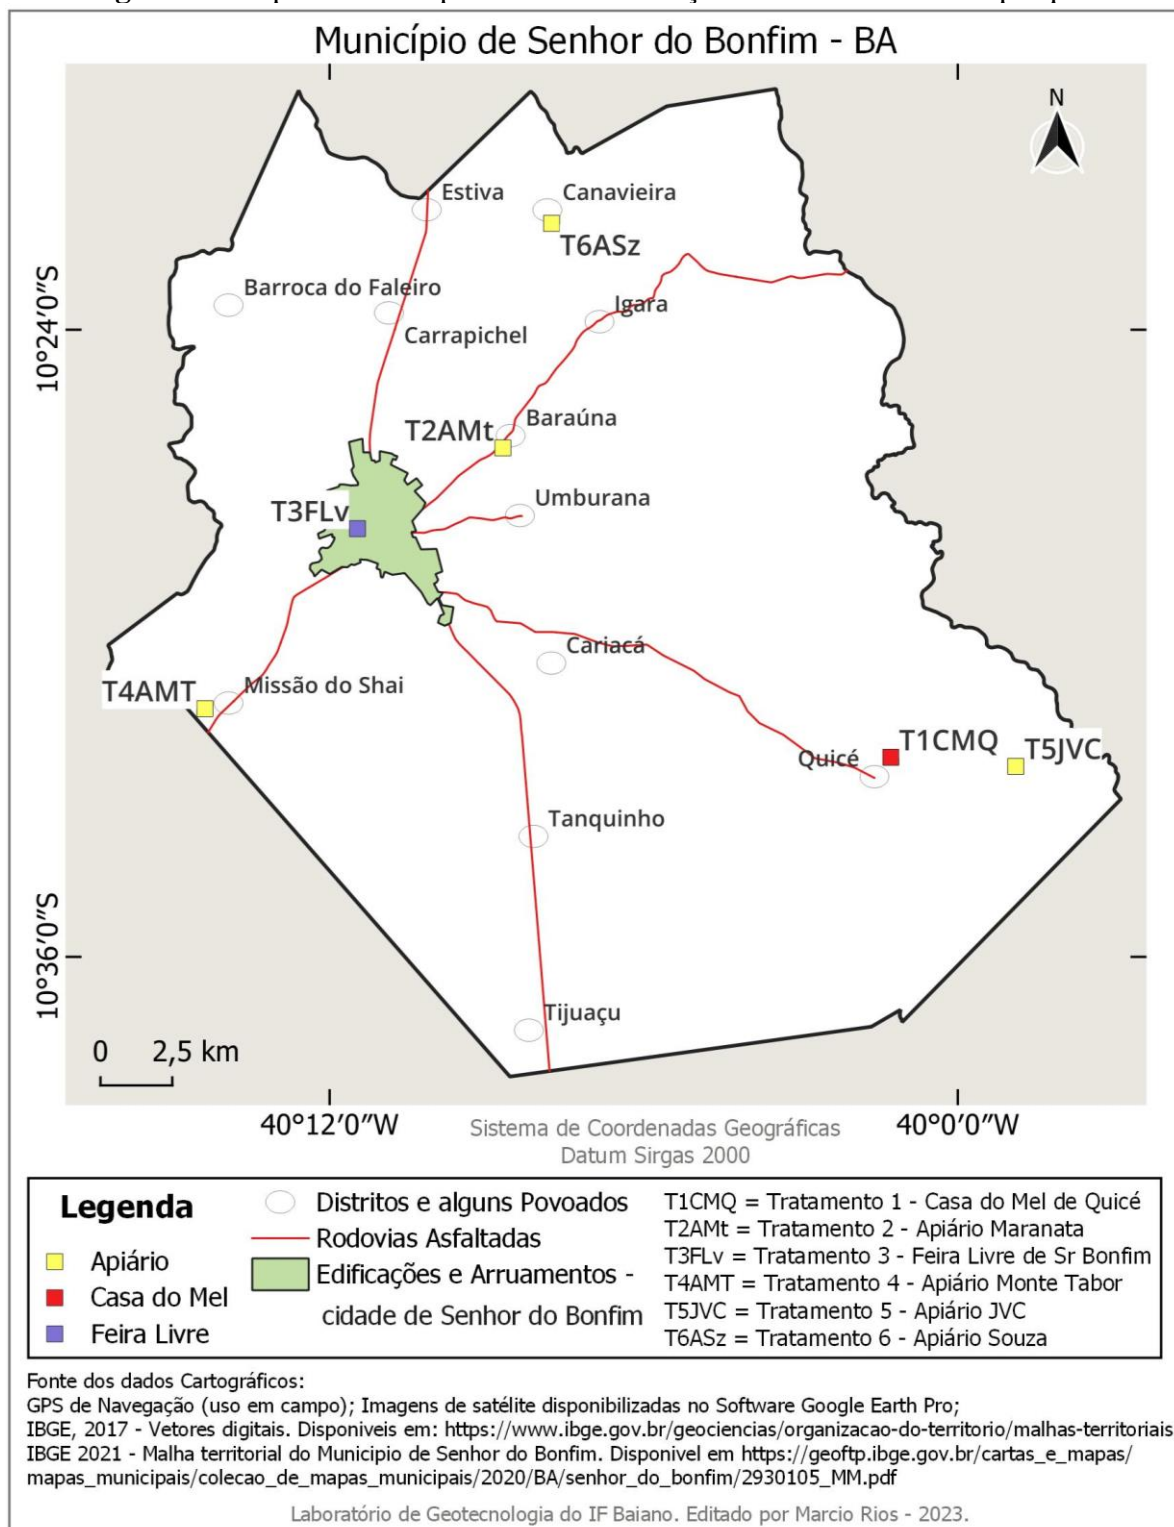 Município de Senhor do Bonfim - BA
N
Estiva
Canavieira
T6ASz
Barroca do Faleiro
Igara
Carrapichel
10°24′0″S
T2AMt
Baraúna
Umburana
T3FLv
Cariacá
Missão do Shai
T4AMT
T1CMQ
T5JVC
Quicé
Tanquinho
10°36′0″S
Tijuaçu
0 2,5 km
40°12′0″W
40°0′0″W
Sistema de Coordenadas Geográficas
Datum Sirgas 2000
Legenda
Apiário
Casa do Mel
Feira Livre
Distritos e alguns Povoados
Rodovias Asfaltadas
Edificações e Arruamentos -
cidade de Senhor do Bonfim
T1CMQ = Tratamento 1 - Casa do Mel de Quicé
T2AMt = Tratamento 2 - Apiário Maranata
T3FLv = Tratamento 3 - Feira Livre de Sr Bonfim
T4AMT = Tratamento 4 - Apiário Monte Tabor
T5JVC = Tratamento 5 - Apiário JVC
T6ASz = Tratamento 6 - Apiário Souza
Fonte dos dados Cartográficos:
GPS de Navegação (uso em campo); Imagens de satélite disponibilizadas no Software Google Earth Pro;
IBGE, 2017 - Vetores digitais. Disponiveis em: https://www.ibge.gov.br/geociencias/organizacao-do-territorio/malhas-territoriais
IBGE 2021 - Malha territorial do Municipio de Senhor do Bonfim. Disponivel em https://geoftp.ibge.gov.br/cartas_e_mapas/
mapas_municipais/colecao_de_mapas_municipais/2020/BA/senhor_do_bonfim/2930105_MM.pdf
Laboratório de Geotecnologia do IF Baiano. Editado por Marcio Rios - 2023.